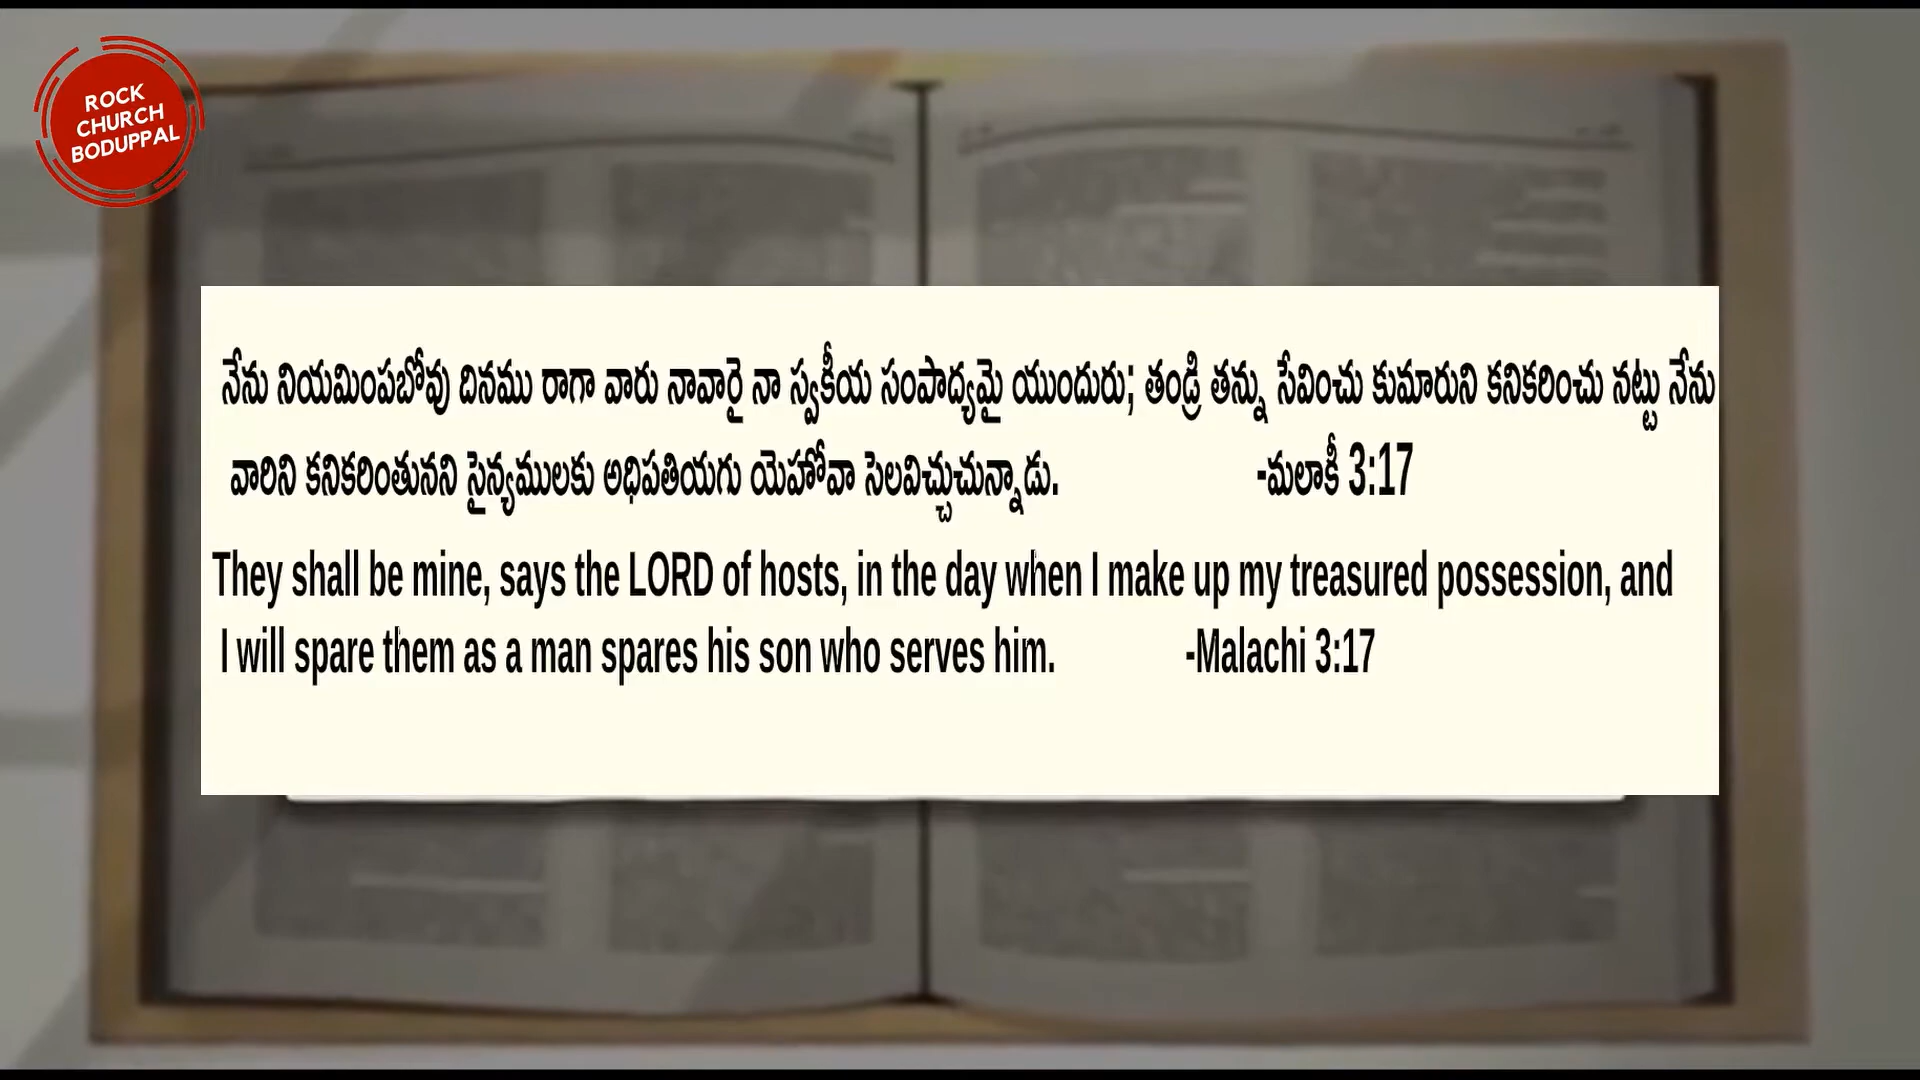 ROCK
CHURCH
BODUPPAL
నేను నియమింపబోవు దినము రాగా వారు నావారై నా స్వకీయ సంపాద్యమై యుందురు; తండ్రి తన్ను సేవించు కుమారుని కనికరించు నట్టు నేను
వారిని కనికరింతునని సైన్యములకు అధిపతియగు యెహోవా సెలవిచ్చుచున్నాడు. -మలాకీ 3:17
They shall be mine, says the LORD of hosts, in the day when I make up my treasured possession, and
I will spare them as a man spares his son who serves him. -Malachi 3:17